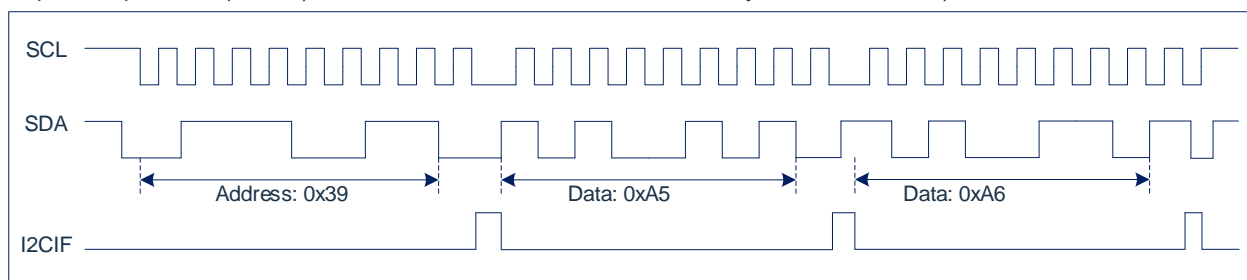 SCL
SDA
Address: 0x39 Data: 0xA5 Data: 0xA6
I2CIF